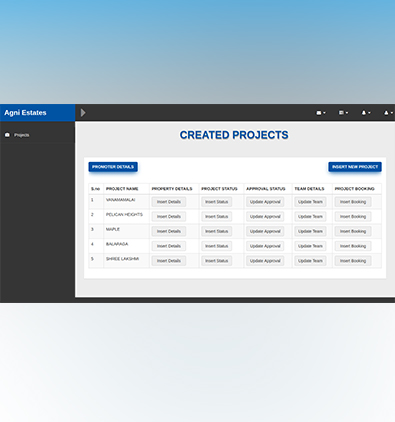 Agni Estates
Projects
CREATED PROJECTS
PROMOTER DETAILS INSERT NEW PROJECT
S.no PROJECT NAME PROPERTY DETAILS PROJECT STATUS APPROVAL STATUS TEAM DETAILS PROJECT BOOKING
1 VANAMAMALAI Insert Details Insert Status Update Approval Update Team Insert Booking
2 PELICAN HEIGHTS Insert Details Insert Status Update Approval Update Team Insert Booking
3 MAPLE Insert Details Insert Status Update Approval Update Team Insert Booking
4 BALARAGA Insert Details Insert Status Update Approval Update Team Insert Booking
5 SHREE LAKSHMI Insert Details Insert Status Update Approval Update Team Insert Booking